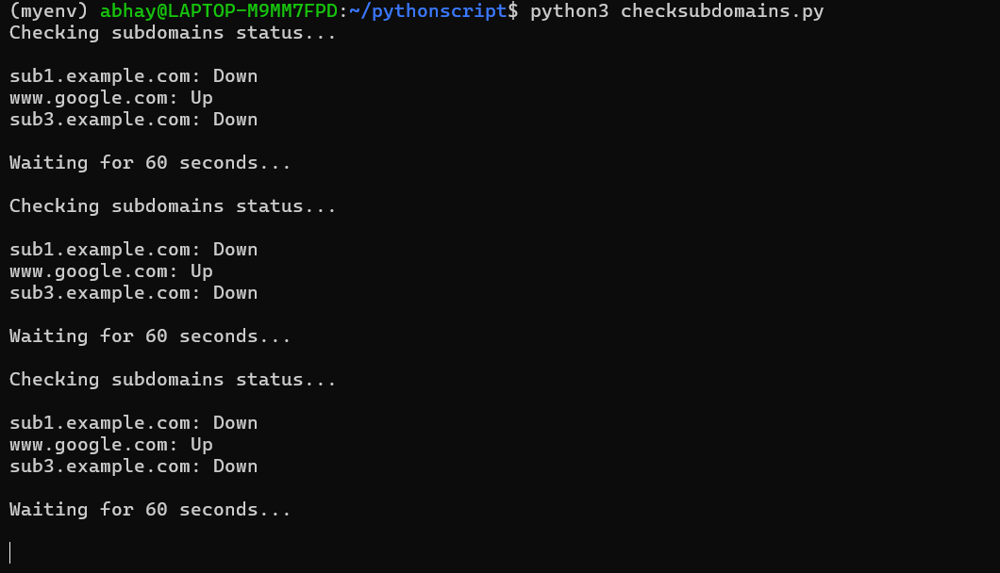 (myenv) abhay@LAPTOP-M9MM7FPD:~/pythonscript$ python3 checksubdomains.py
Checking subdomains status...
sub1.example.com: Down
www.google.com: Up
sub3.example.com: Down
Waiting for 60 seconds...
Checking subdomains status...
sub1.example.com: Down
www.google.com: Up
sub3.example.com: Down
Waiting for 60 seconds...
Checking subdomains status...
sub1.example.com: Down
www.google.com: Up
sub3.example.com: Down
Waiting for 60 seconds...